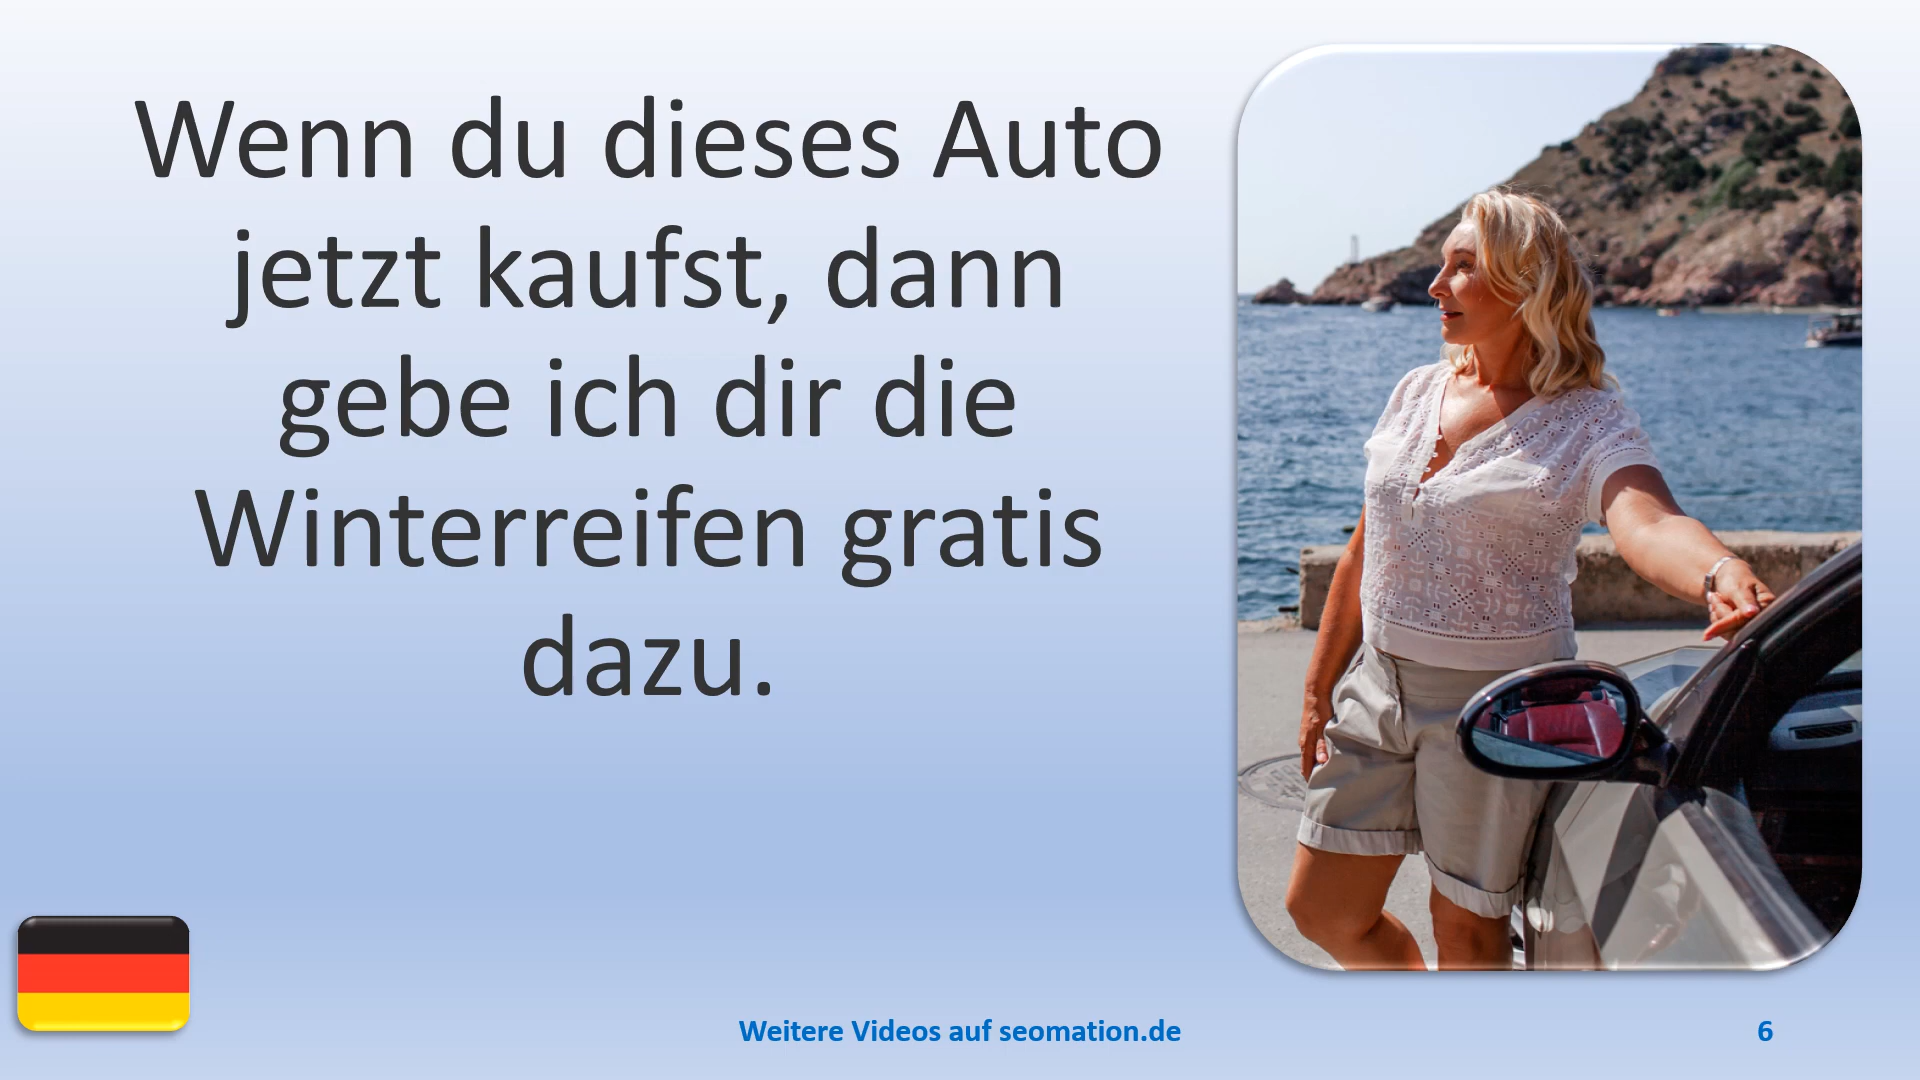 Wenn du dieses Auto
jetzt kaufst, dann
gebe ich dir die
Winterreifen gratis
dazu.
Weitere Videos auf seomation.de
6